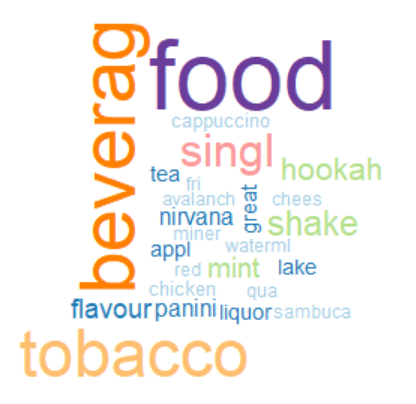 beverag
food
cappuccino
singl
hookah
tea
fri
avalanch
great
chees
nirvana
shake
miner
appl
waterml
red
mint
lake
chicken
qua
flavour
panini
liquor
sambuca
tobacco